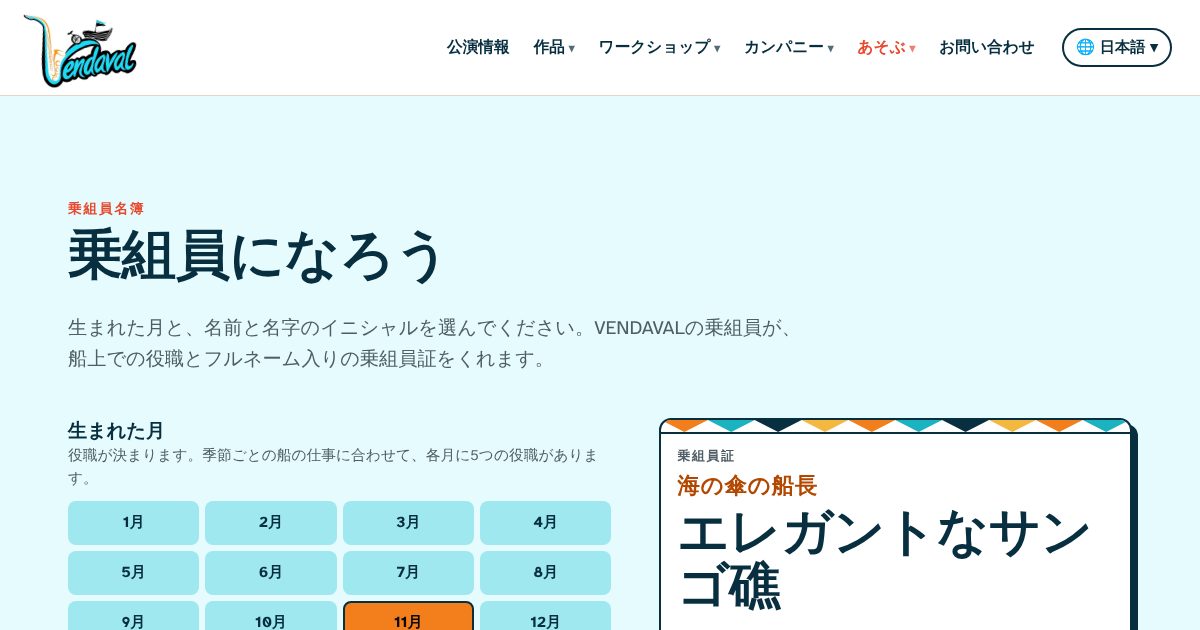 Vendaval
公演情報
作品 ▾
ワークショップ ▾
カンパニー ▾
あそぶ ▾
お問い合わせ
🌐 日本語 ▾
乗組員名簿
乗組員になろう
生まれた月と、名前と名字のイニシャルを選んでください。VENDAVALの乗組員が、
船上での役職とフルネーム入りの乗組員証をくれます。
生まれた月
役職が決まります。季節ごとの船の仕事に合わせて、各月に5つの役職がありま
す。
1月
2月
3月
4月
5月
6月
7月
8月
9月
10月
11月
12月
乗組員証
海の傘の船長
エレガントなサン
ゴ礁